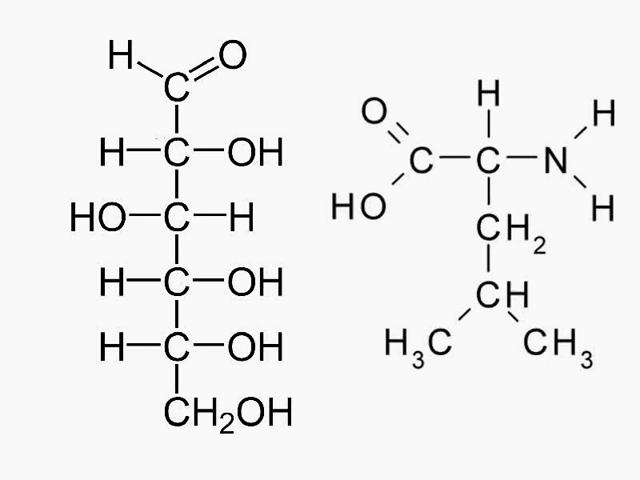 H O
C
H C OH
HO C H
H C OH
H C OH
CH2OH
H
O H
C C N
HO H
CH2
CH
H3C CH3